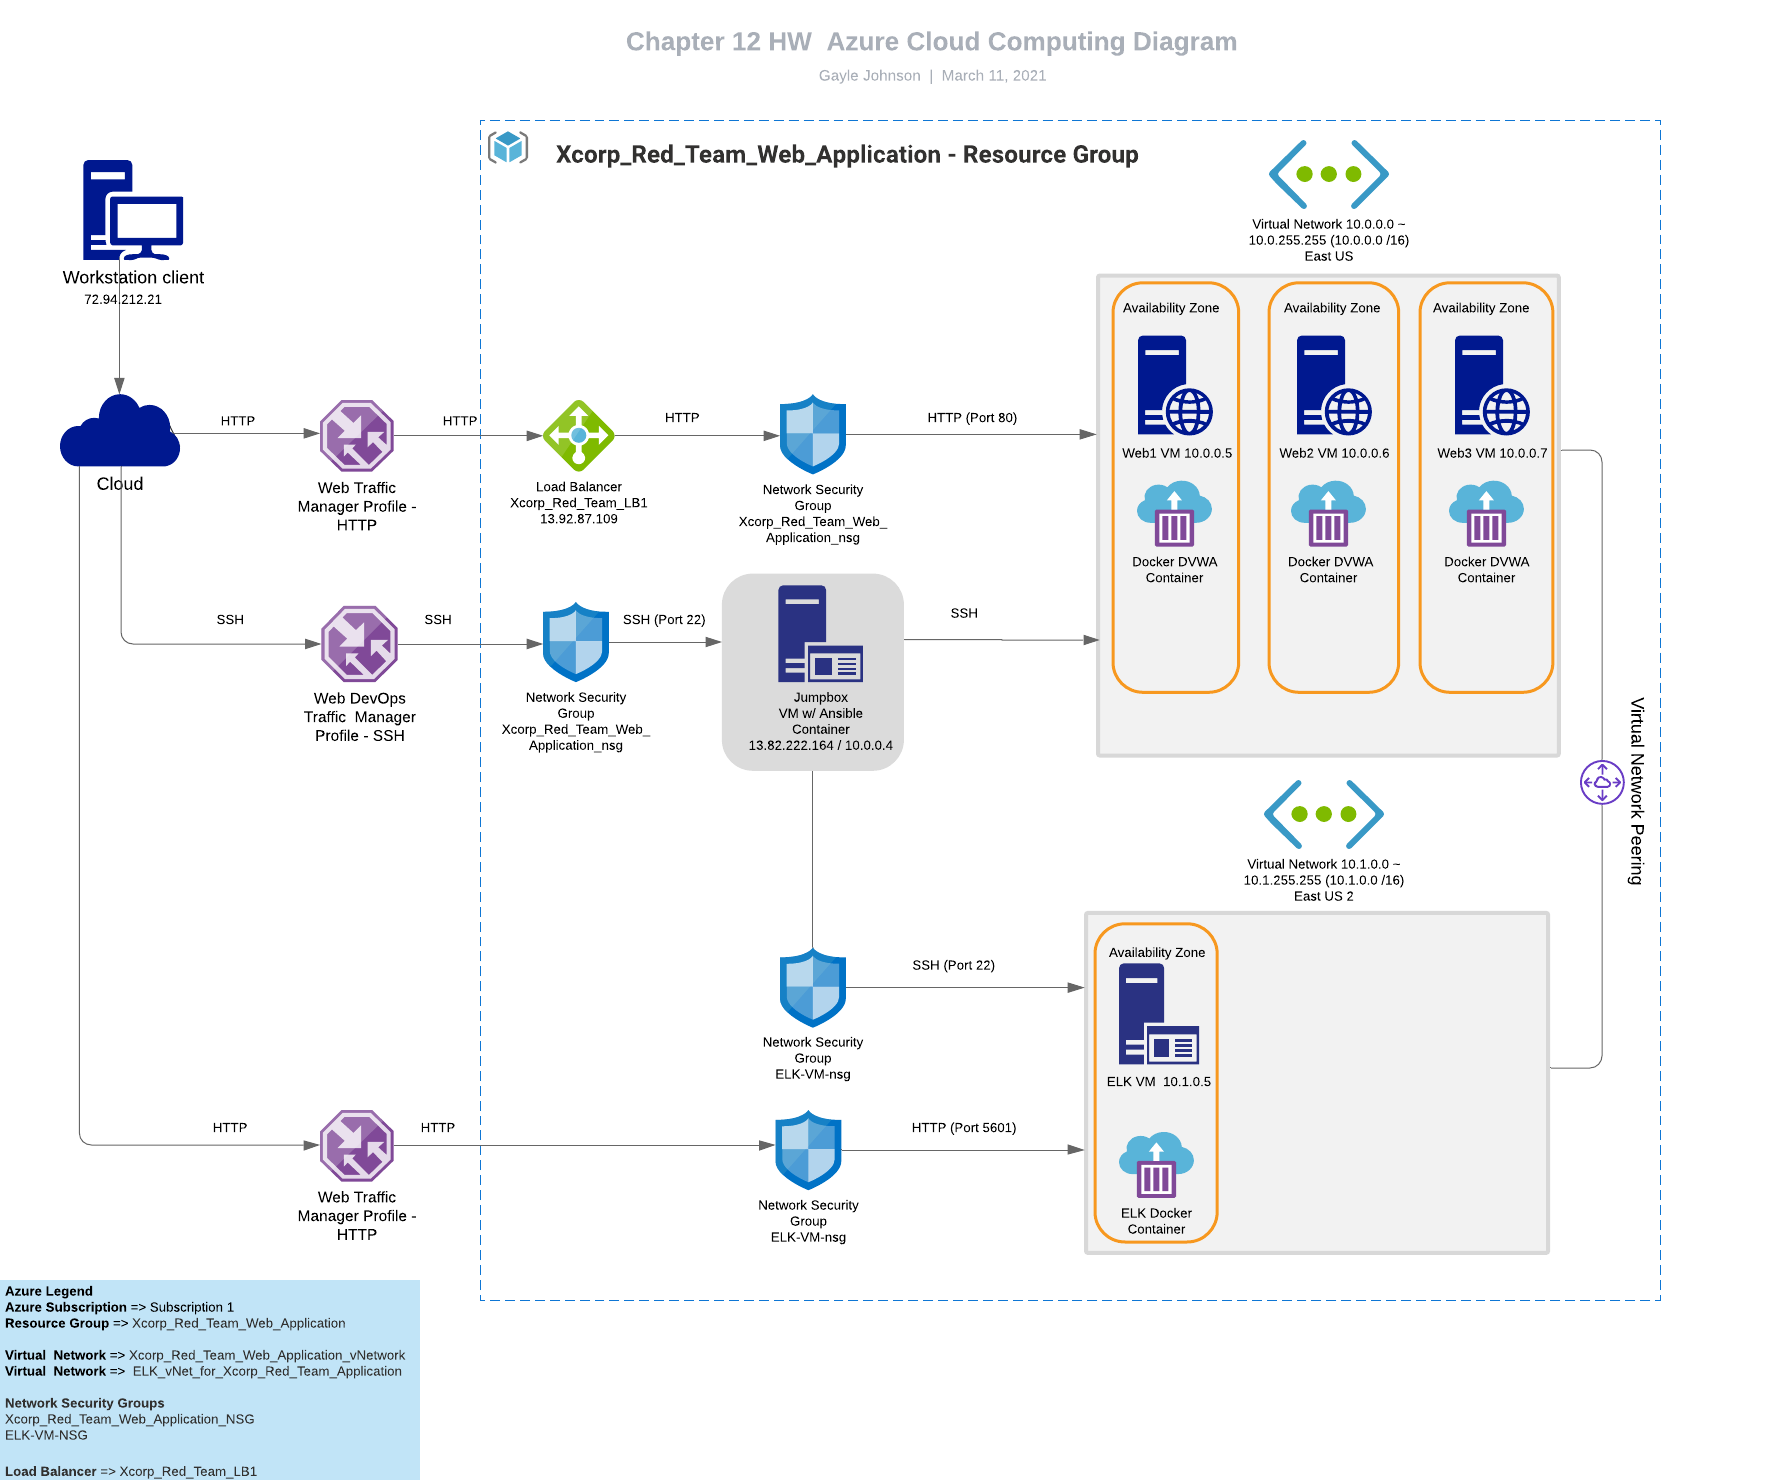 Chapter 12 HW  Azure Cloud Computing Diagram
Gayle Johnson  |  March 11, 2021
Xcorp_Red_Team_Web_Application - Resource Group
Virtual Network 10.0.0.0 ~
10.0.255.255 (10.0.0.0 /16)
East US
Workstation client
72.94.212.21
Availability Zone
Availability Zone
Availability Zone
HTTP
HTTP
HTTP
HTTP (Port 80)
Web1 VM 10.0.0.5
Web2 VM 10.0.0.6
Web3 VM 10.0.0.7
Cloud
Web Traffic
Manager Profile -
HTTP
Load Balancer
Xcorp_Red_Team_LB1
13.92.87.109
Network Security
Group
Xcorp_Red_Team_Web_
Application_nsg
Docker DVWA
Container
Docker DVWA
Container
Docker DVWA
Container
SSH
SSH
SSH (Port 22)
SSH
Web DevOps
Traffic  Manager
Profile - SSH
Network Security
Group
Xcorp_Red_Team_Web_
Application_nsg
Jumpbox
VM w/ Ansible
Container
13.82.222.164 / 10.0.0.4
Virtual Network Peering
Virtual Network 10.1.0.0 ~
10.1.255.255 (10.1.0.0 /16)
East US 2
Availability Zone
SSH (Port 22)
Network Security
Group
ELK-VM-nsg
ELK VM  10.1.0.5
HTTP
HTTP
HTTP (Port 5601)
Web Traffic
Manager Profile -
HTTP
Network Security
Group
ELK-VM-nsg
ELK Docker
Container
Azure Legend
Azure Subscription => Subscription 1
Resource Group => Xcorp_Red_Team_Web_Application
Virtual  Network => Xcorp_Red_Team_Web_Application_vNetwork
Virtual  Network =>  ELK_vNet_for_Xcorp_Red_Team_Application
Network Security Groups
Xcorp_Red_Team_Web_Application_NSG
ELK-VM-NSG
Load Balancer => Xcorp_Red_Team_LB1